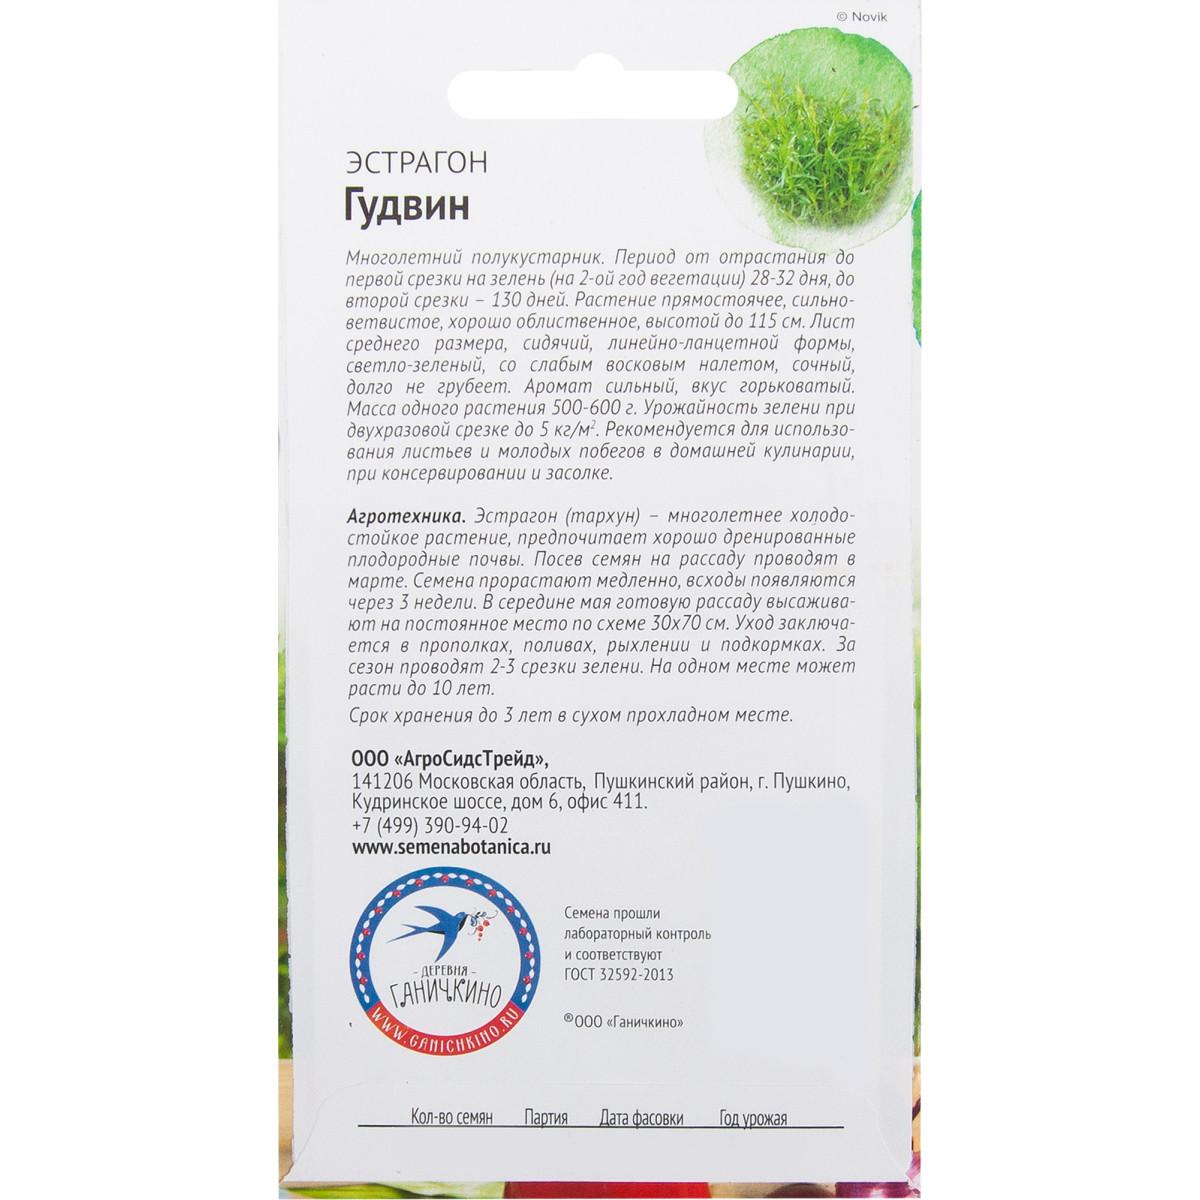 © Novik
ЭСТРАГОН
Гудвин
Многолетний полукустарник. Период от отрастания до
первой срезки на зелень (на 2-ой год вегетации) 28-32 дня, до
второй срезки – 130 дней. Растение прямостоячее, сильно-
ветвистое, хорошо облиственное, высотой до 115 см. Лист
среднего размера, сидячий, линейно-ланцетной формы,
светло-зеленый, со слабым восковым налетом, сочный,
долго не грубеет. Аромат сильный, вкус горьковатый.
Масса одного растения 500-600 г. Урожайность зелени при
двухразовой срезке до 5 кг/м². Рекомендуется для использо-
вания листьев и молодых побегов в домашней кулинарии,
при консервировании и засолке.
Агротехника. Эстрагон (тархун) – многолетнее холодо-
стойкое растение, предпочитает хорошо дренированные
плодородные почвы. Посев семян на рассаду проводят в
марте. Семена прорастают медленно, всходы появляются
через 3 недели. В середине мая готовую рассаду высажива-
ют на постоянное место по схеме 30х70 см. Уход заключа-
ется в прополках, поливах, рыхлении и подкормках. За
сезон проводят 2-3 срезки зелени. На одном месте может
расти до 10 лет.
Срок хранения до 3 лет в сухом прохладном месте.
ООО «АгроСидсТрейд»,
141206 Московская область, Пушкинский район, г. Пушкино,
Кудринское шоссе, дом 6, офис 411.
+7 (499) 390-94-02
www.semenabotanica.ru
- ДЕРЕВНЯ -
ГАНИЧКИНО
WWW.GANICHKINO.RU
Семена прошли
лабораторный контроль
и соответствуют
ГОСТ 32592-2013
®ООО «Ганичкино»
Кол-во семян Партия Дата фасовки Год урожая